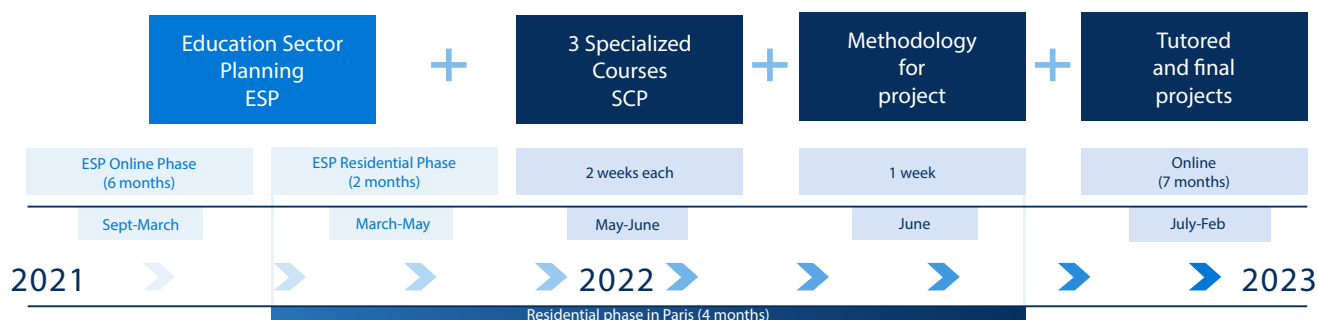 Education Sector
Planning
ESP
+
3 Specialized
Courses
SCP
+
Methodology
for
project
+
Tutored
and final
projects
ESP Online Phase
(6 months)
ESP Residential Phase
(2 months)
2 weeks each
1 week
Online
(7 months)
Sept-March
March-May
May-June
June
July-Feb
2021
2022
2023
Residential phase in Paris (4 months)